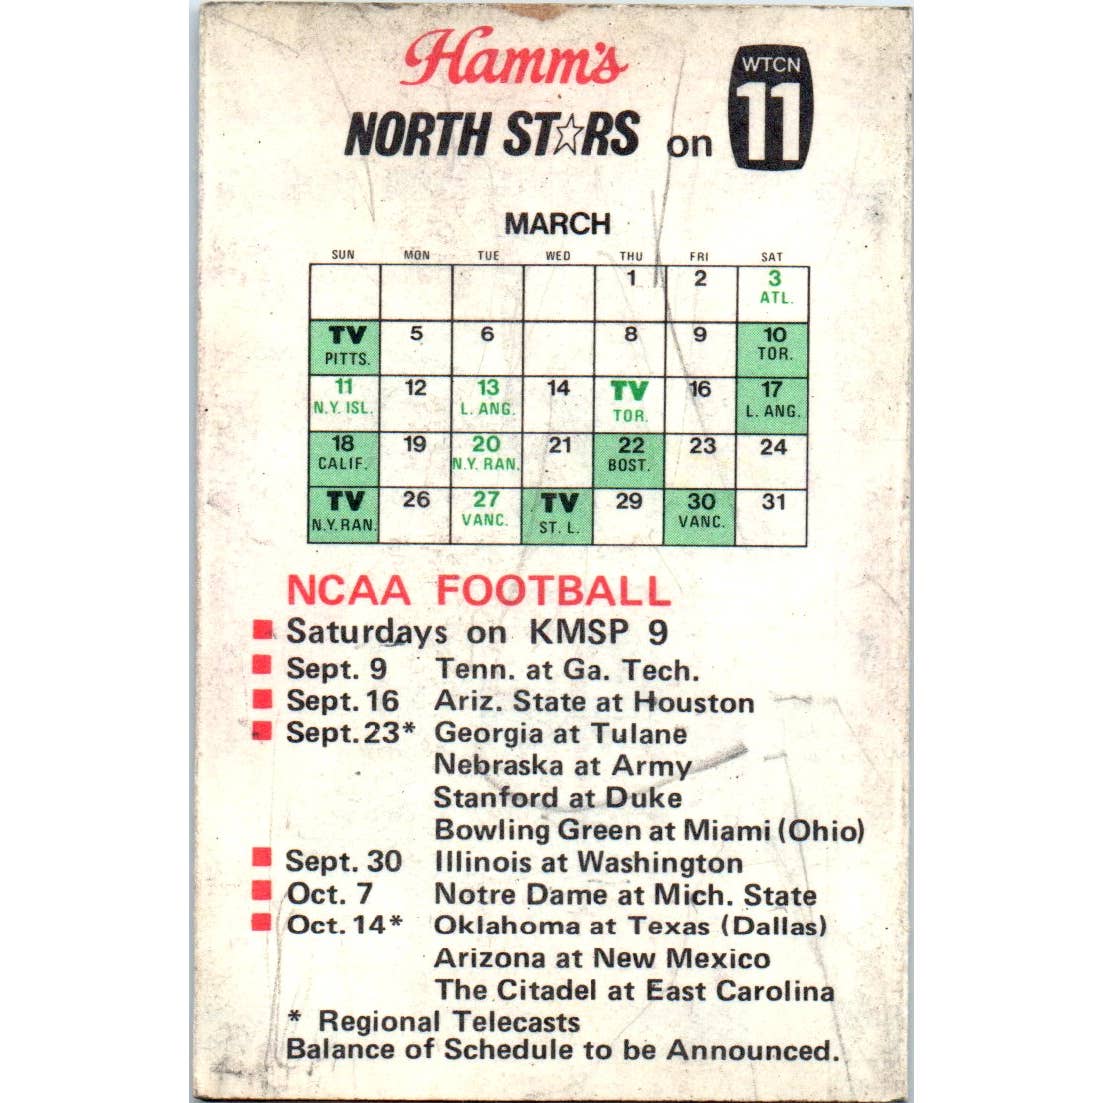 Hamm's
WTCN
NORTH ST☆RS on 11
MARCH
SUN MON TUE WED THU FRI SAT
1 2 3
ATL.
TV 5 6 8 9 10
PITTS. TOR.
11 12 13 14 TV 16 17
N.Y. ISL. L. ANG. TOR. L. ANG.
18 19 20 21 22 23 24
CALIF. N.Y. RAN. BOST.
TV 26 27 TV 29 30 31
N.Y. RAN. VANC. ST. L. VANC.
NCAA FOOTBALL
Saturdays on KMSP 9
Sept. 9 Tenn. at Ga. Tech.
Sept. 16 Ariz. State at Houston
Sept. 23* Georgia at Tulane
Nebraska at Army
Stanford at Duke
Bowling Green at Miami (Ohio)
Sept. 30 Illinois at Washington
Oct. 7 Notre Dame at Mich. State
Oct. 14* Oklahoma at Texas (Dallas)
Arizona at New Mexico
The Citadel at East Carolina
* Regional Telecasts
Balance of Schedule to be Announced.